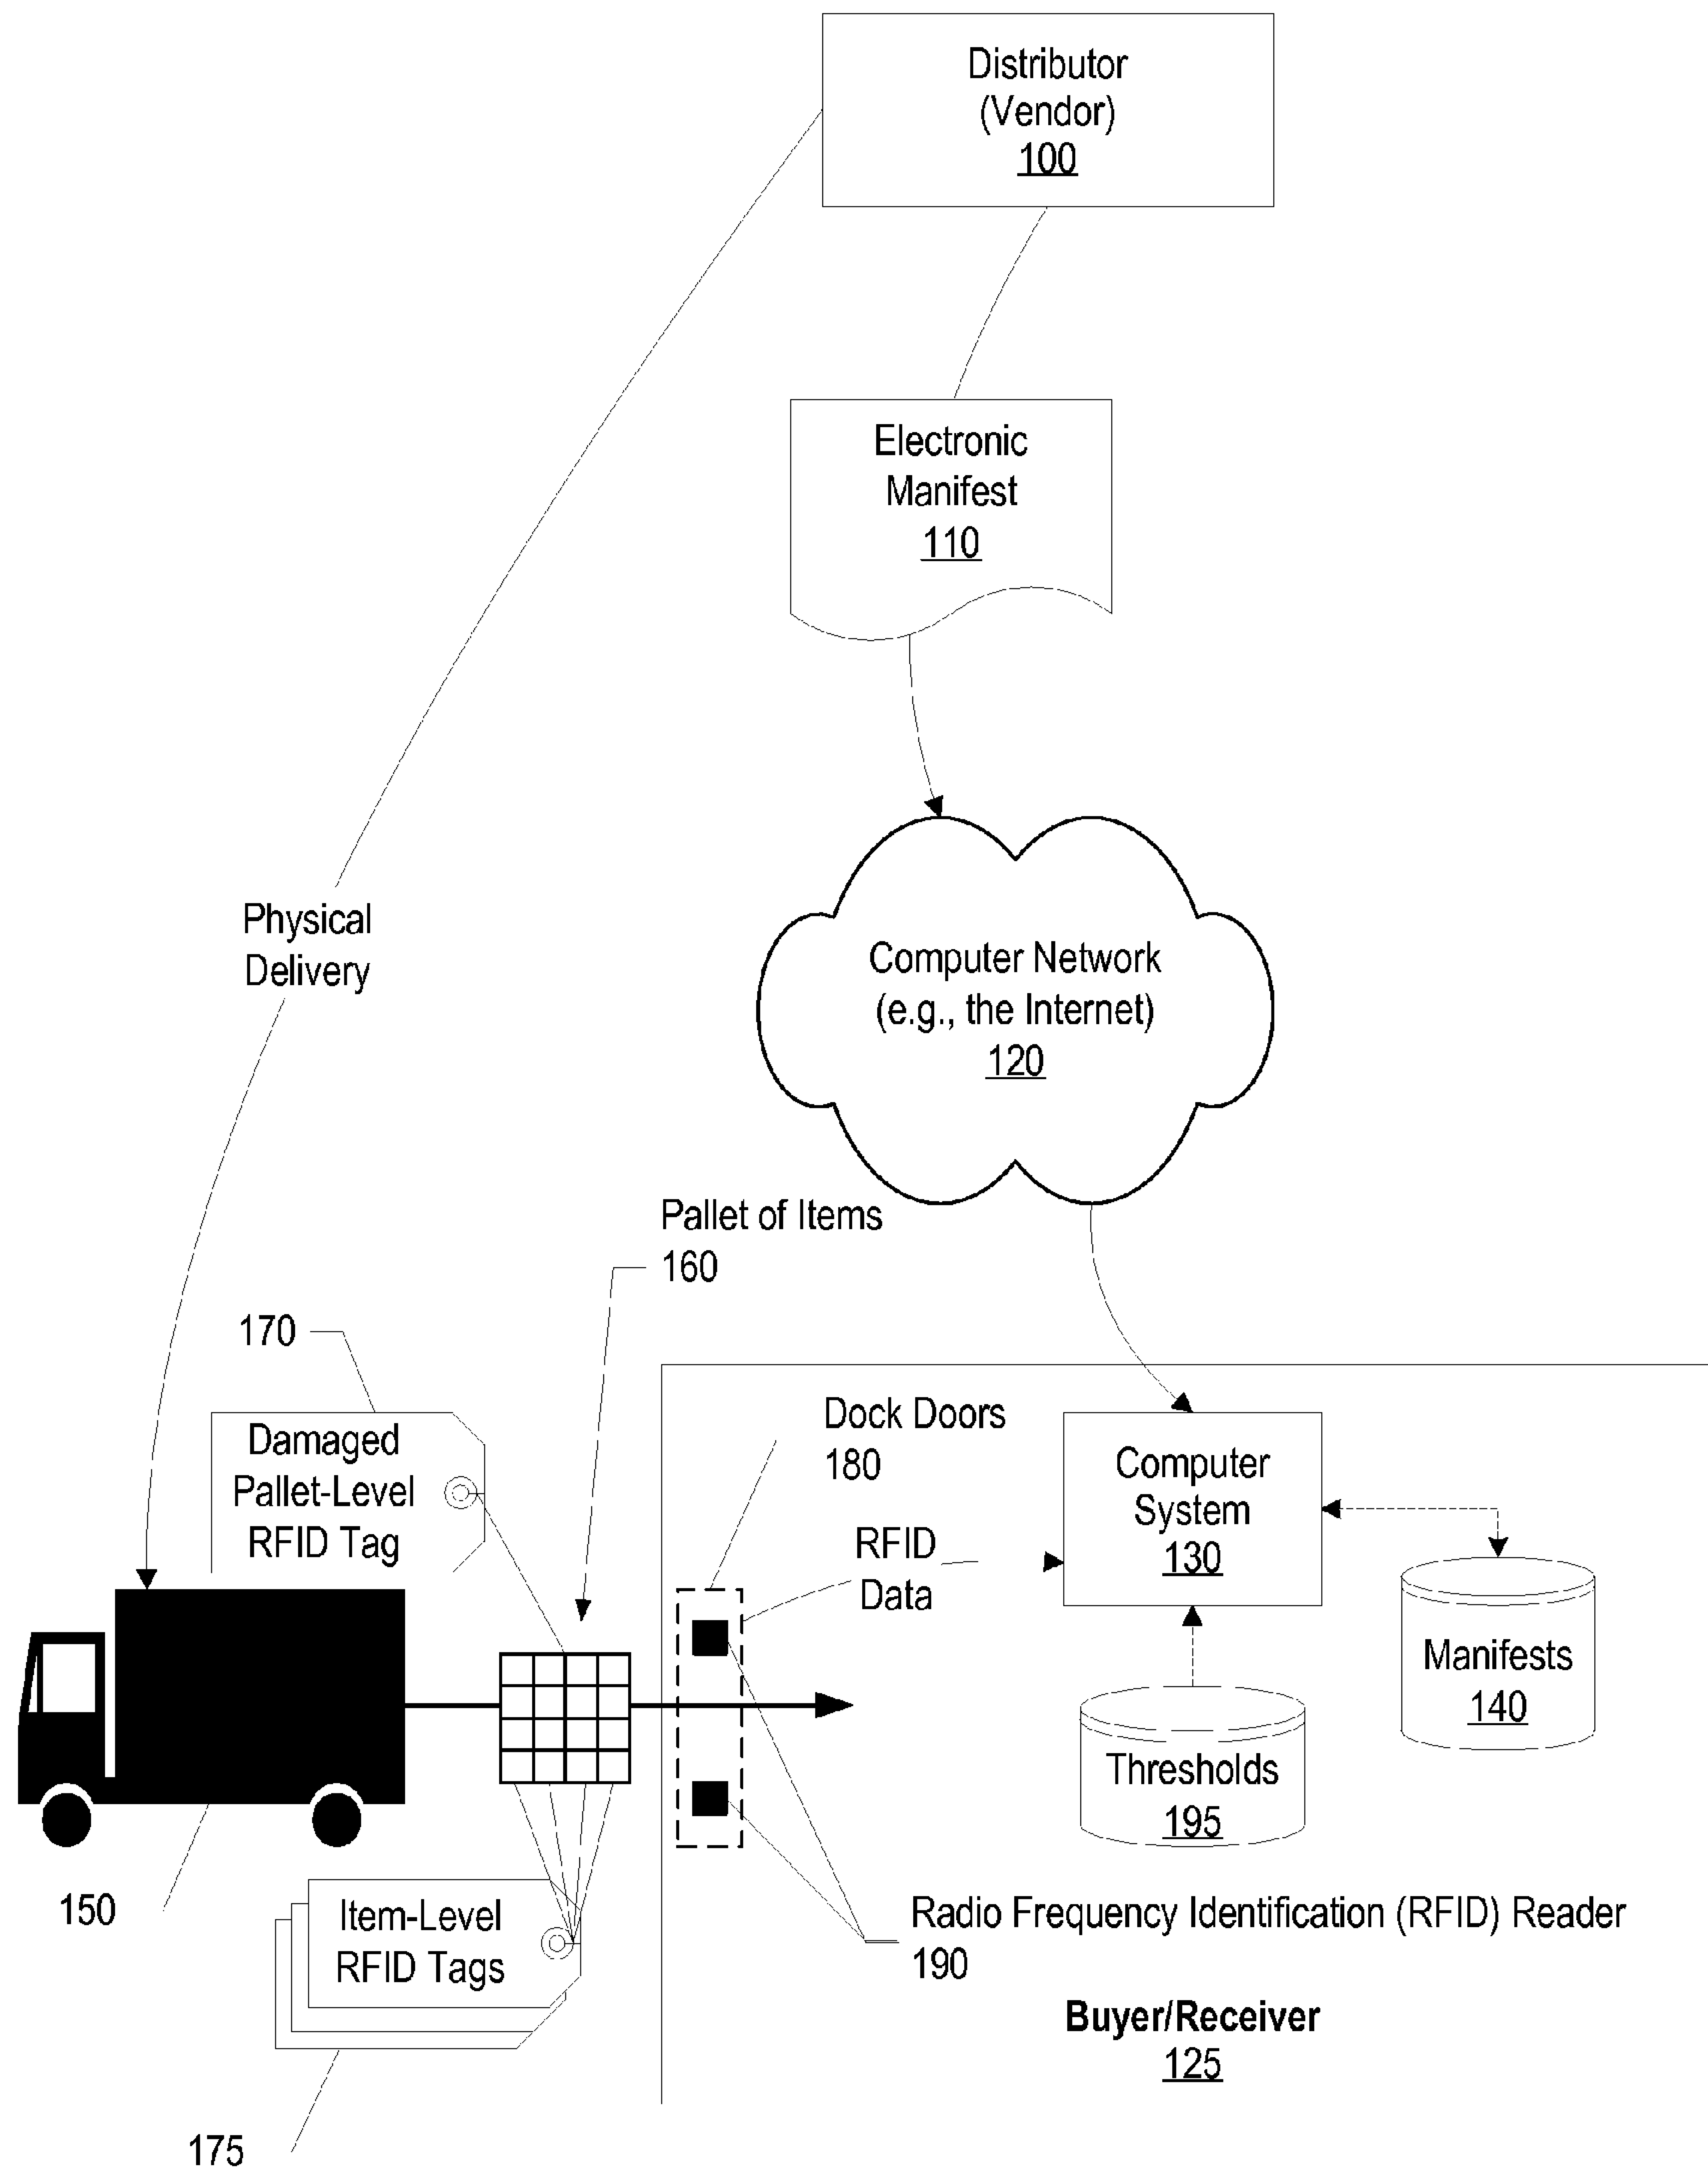 Distributor
(Vendor)
100
Electronic
Manifest
110
Physical
Delivery
Computer Network
(e.g., the Internet)
120
Pallet of Items
160
170
Damaged
Pallet-Level
RFID Tag
Dock Doors
180
RFID
Data
Computer
System
130
Manifests
140
Thresholds
195
150
Item-Level
RFID Tags
175
Radio Frequency Identification (RFID) Reader
190
Buyer/Receiver
125